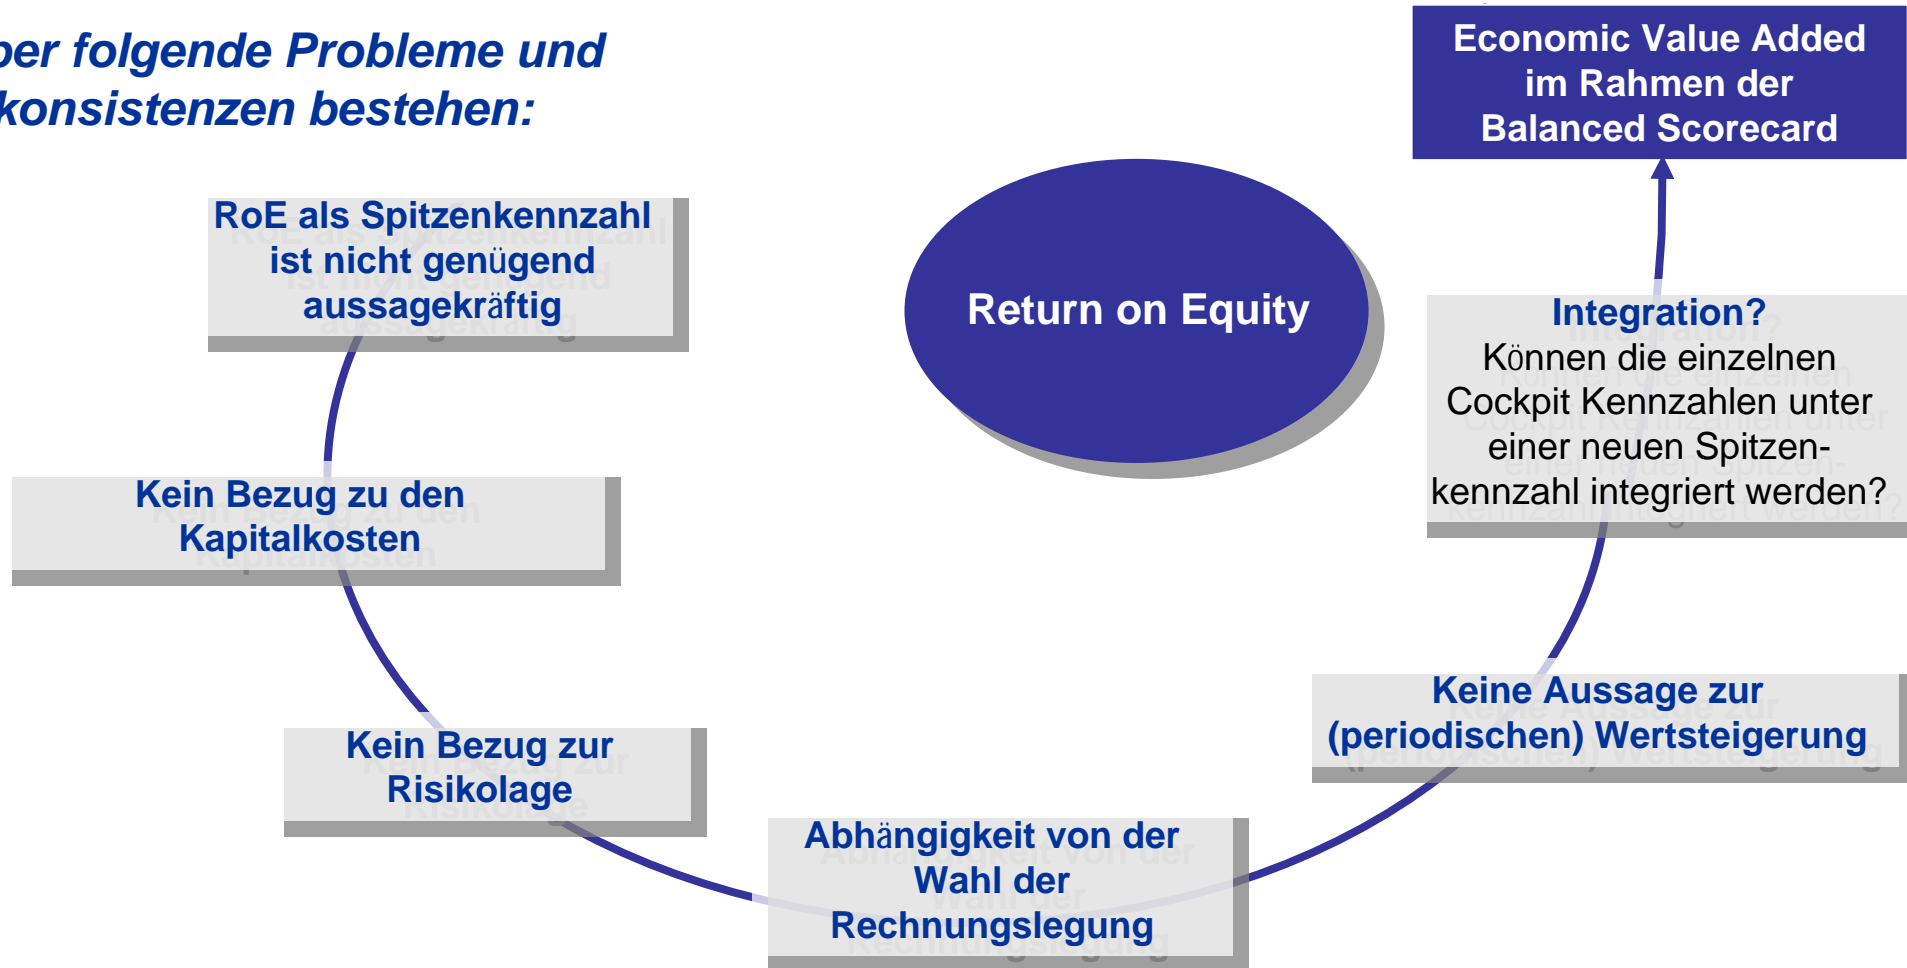 ber folgende Probleme und
konsistenzen bestehen:
Economic Value Added
im Rahmen der
Balanced Scorecard
RoE als Spitzenkennzahl
ist nicht genügend
aussagekräftig
Return on Equity
Integration?
Können die einzelnen
Cockpit Kennzahlen unter
einer neuen Spitzen-
kennzahl integriert werden?
Kein Bezug zu den
Kapitalkosten
Kein Bezug zur
Risikolage
Keine Aussage zur
(periodischen) Wertsteigerung
Abhängigkeit von der
Wahl der
Rechnungslegung